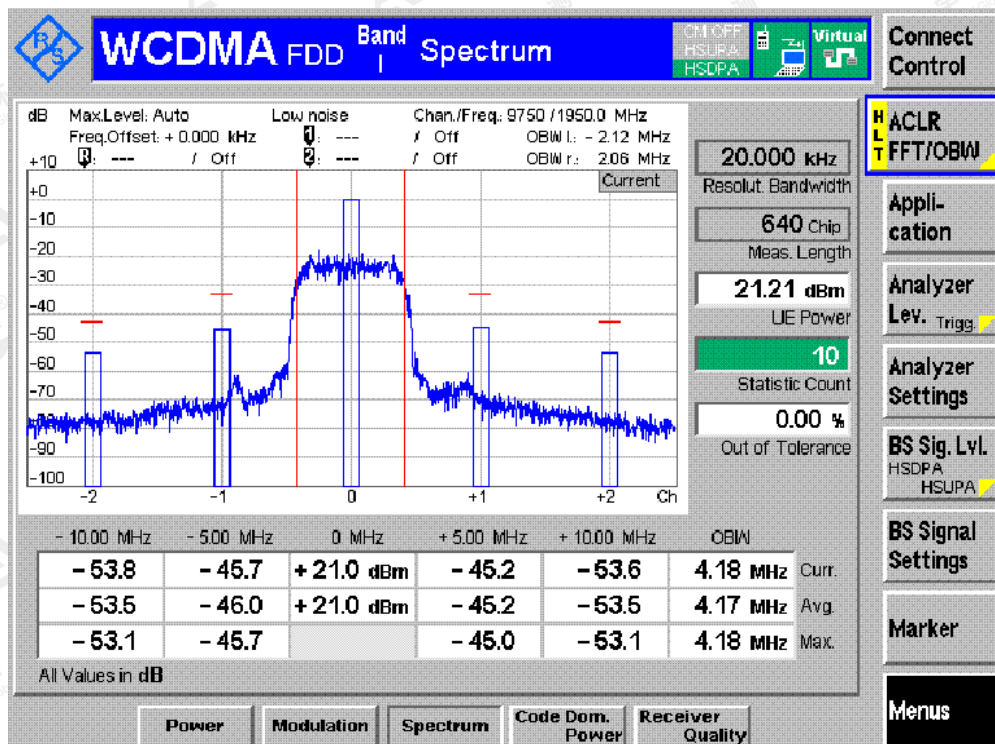 R/S
WCDMA FDD Band I Spectrum
CM OFF
HSUPA
HSDPA
Virtual
Connect Control
dB Max.Level: Auto Low noise Chan./Freq.: 9750 / 1950.0 MHz
Freq.Offset: + 0.000 kHz 1: --- / Off OBW l.: - 2.12 MHz
R: --- / Off 2: --- / Off OBW r.: 2.06 MHz
Current
+10
+0
-10
-20
-30
-40
-50
-60
-70
-80
-90
-100
-2 -1 0 +1 +2 Ch
20.000 kHz
Resolut. Bandwidth
640 Chip
Meas. Length
21.21 dBm
UE Power
10
Statistic Count
0.00 %
Out of Tolerance
- 10.00 MHz - 5.00 MHz 0 MHz + 5.00 MHz + 10.00 MHz OBW
- 53.8 - 45.7 + 21.0 dBm - 45.2 - 53.6 4.18 MHz Curr.
- 53.5 - 46.0 + 21.0 dBm - 45.2 - 53.5 4.17 MHz Avg.
- 53.1 - 45.7 - 45.0 - 53.1 4.18 MHz Max.
All Values in dB
HLT
ACLR
FFT/OBW
Appli-
cation
Analyzer
Lev. Trigg.
Analyzer
Settings
BS Sig. Lvl.
HSDPA
HSUPA
BS Signal
Settings
Marker
Menus
Power
Modulation
Spectrum
Code Dom.
Power
Receiver
Quality